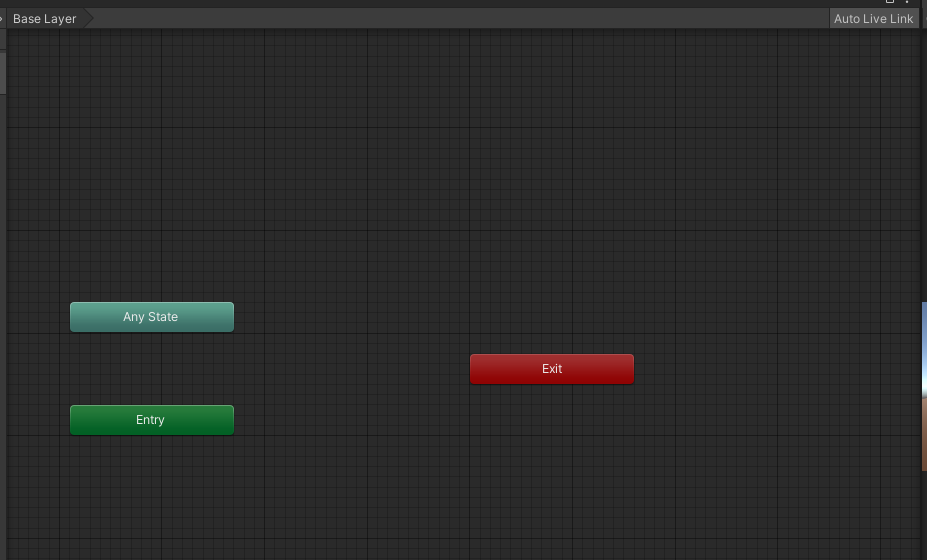 Base Layer
Auto Live Link
Any State
Exit
Entry